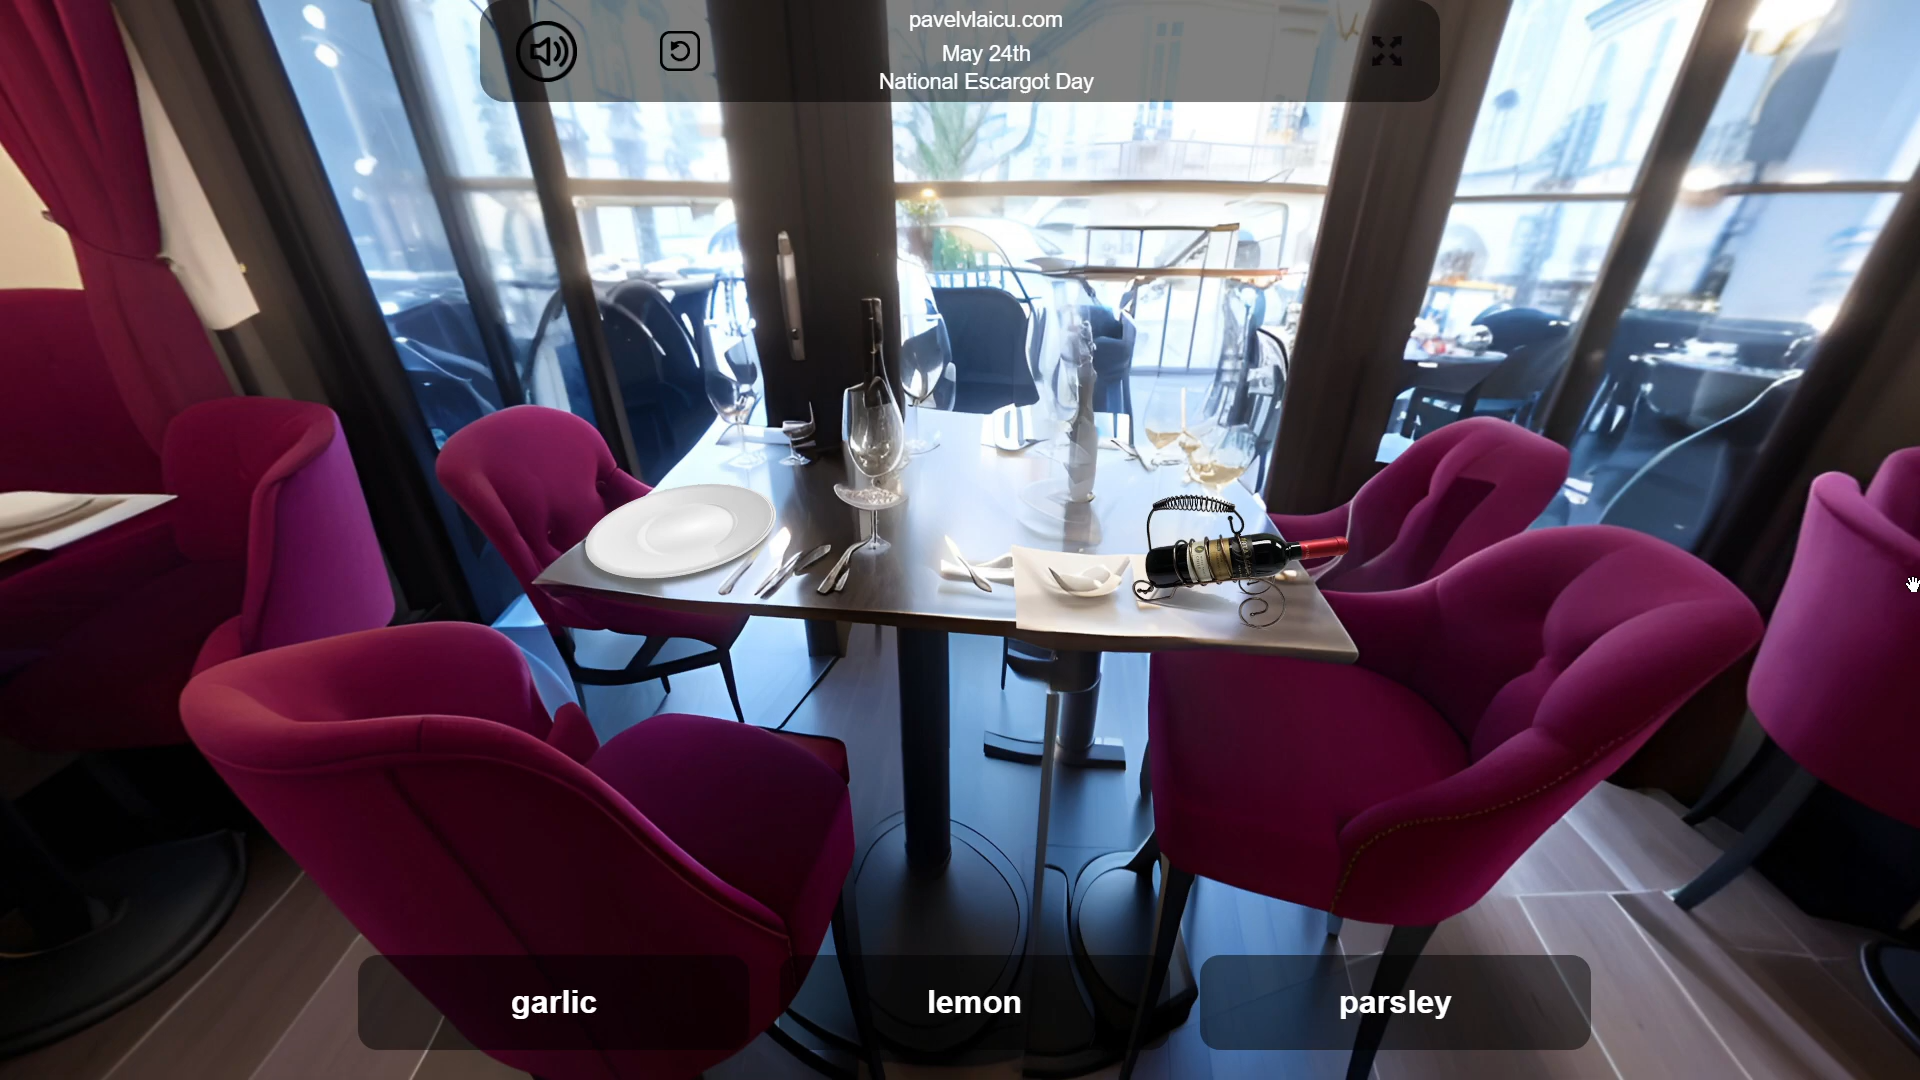 pavelvlaicu.com
May 24th
National Escargot Day
garlic
lemon
parsley